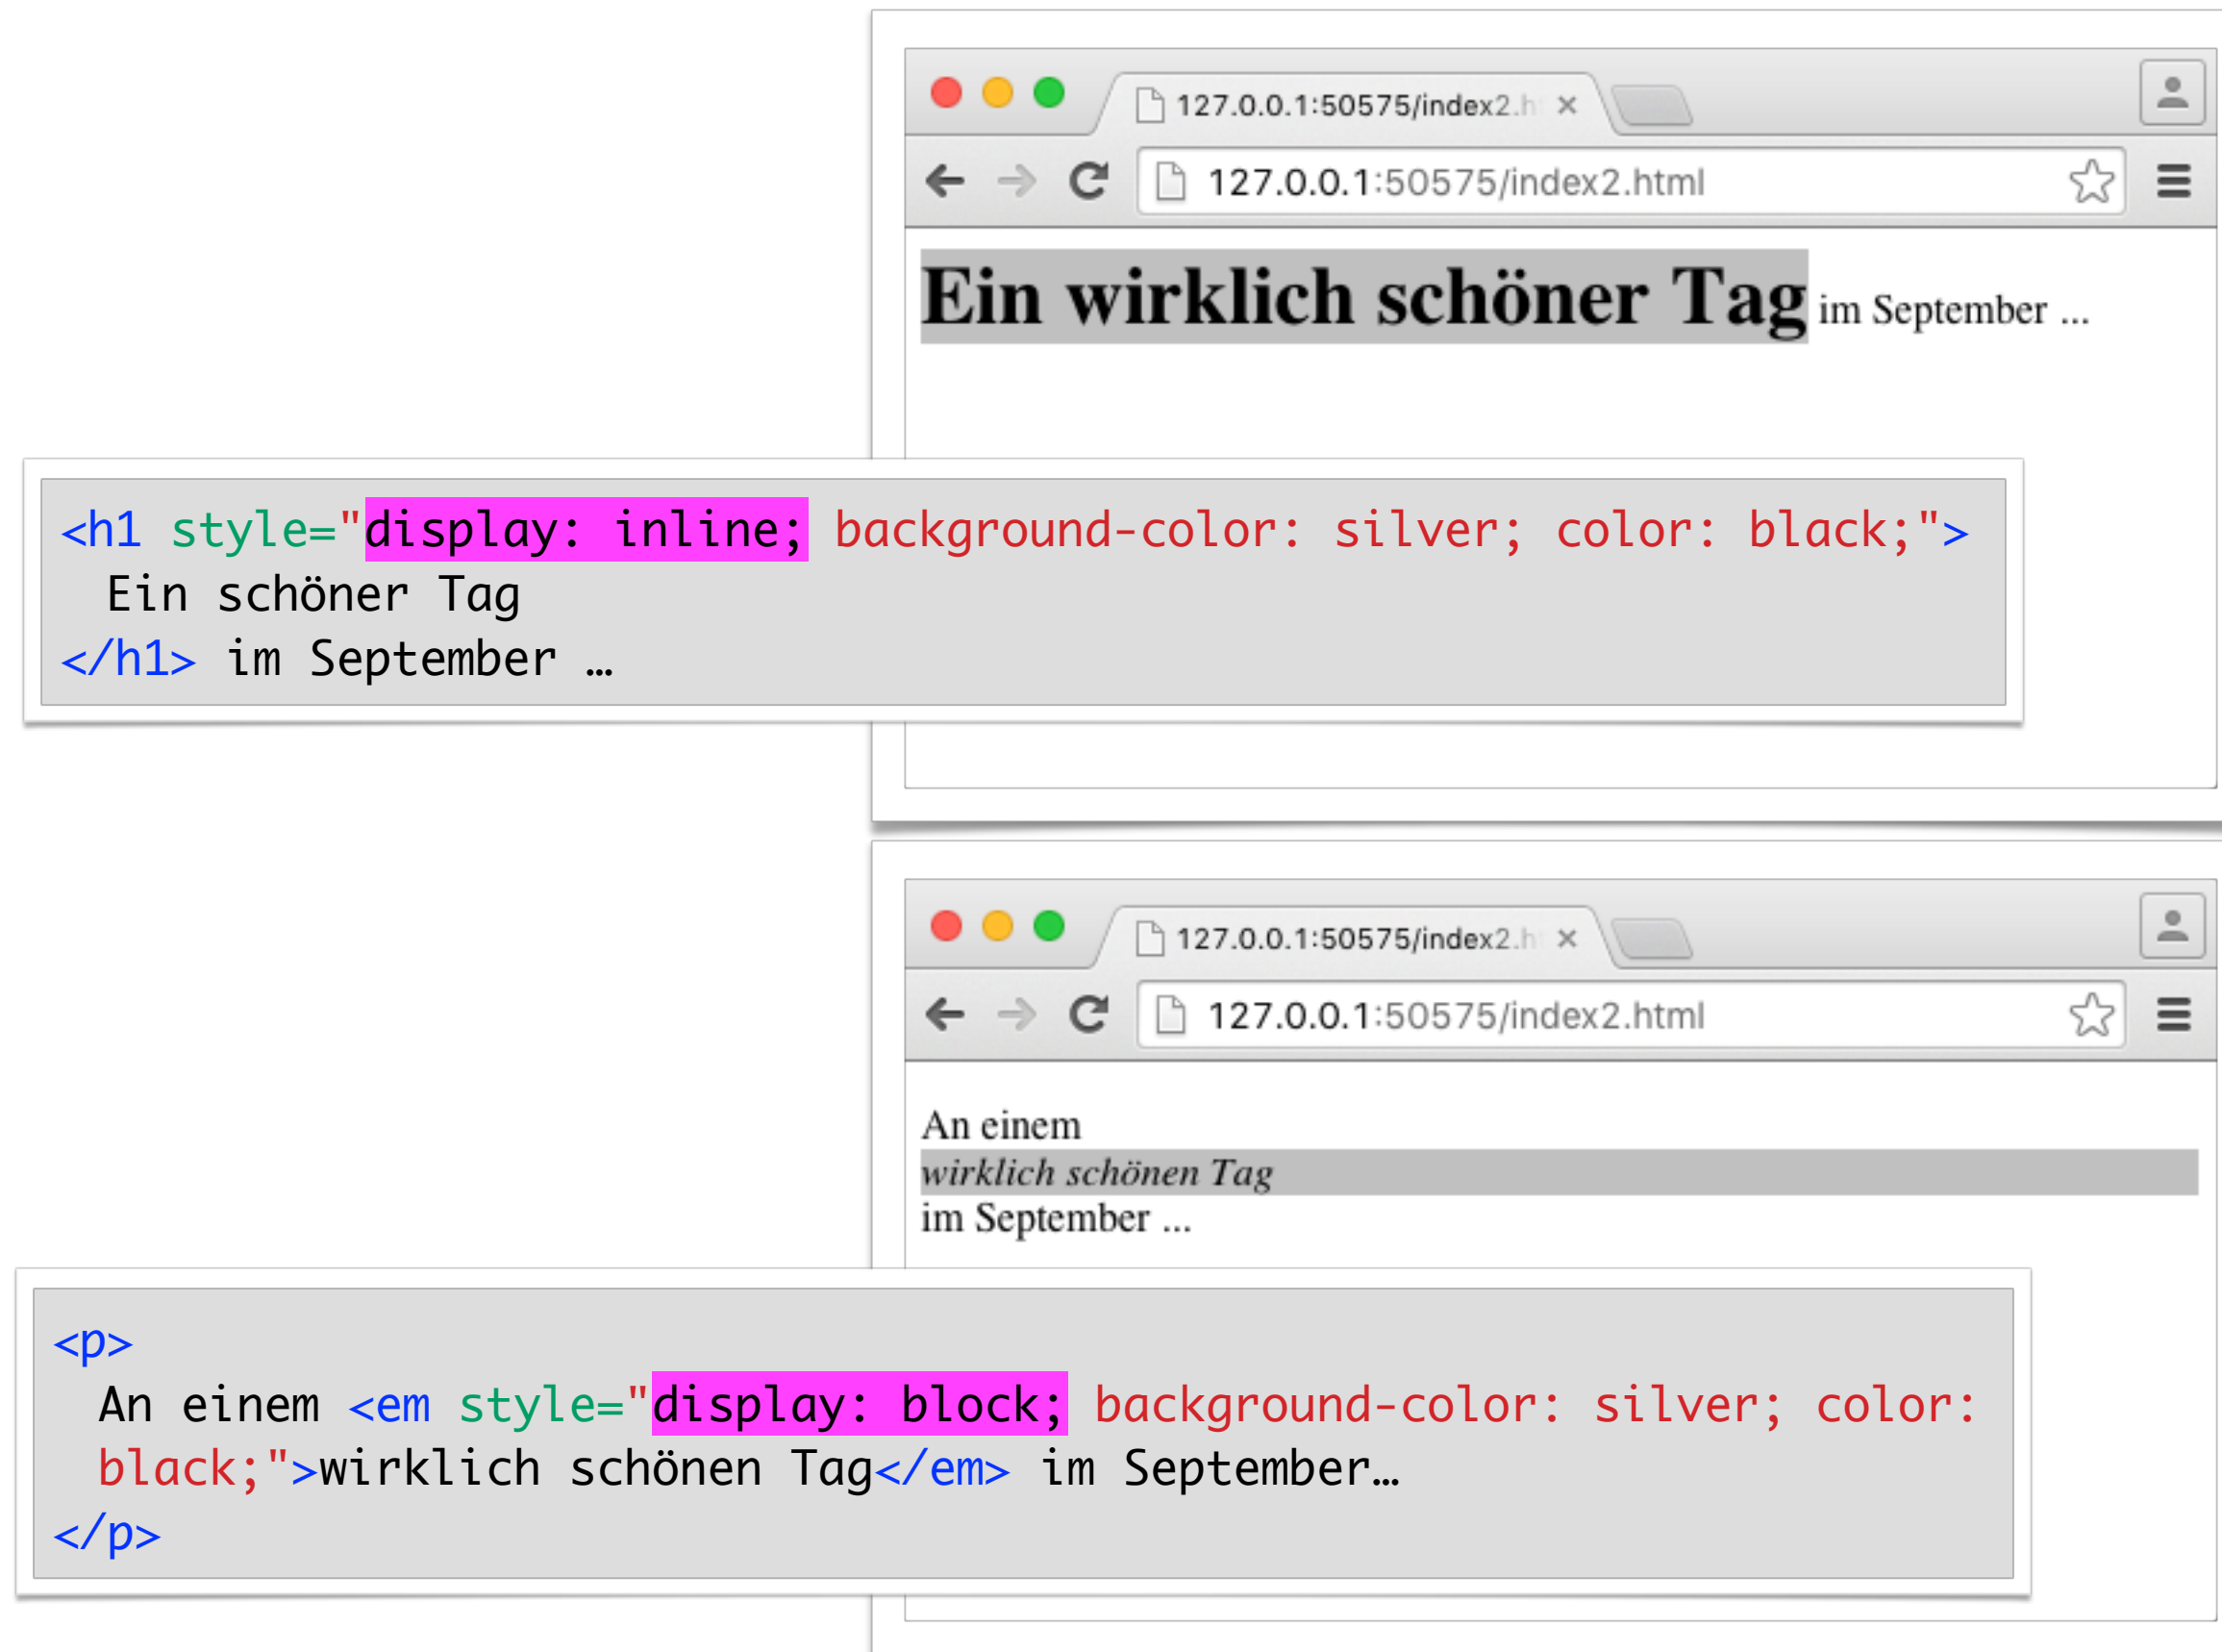 127.0.0.1:50575/index2.h
127.0.0.1:50575/index2.html
Ein wirklich schöner Tag im September ...
<h1 style="display: inline; background-color: silver; color: black;">
Ein schöner Tag
</h1> im September …
127.0.0.1:50575/index2.h
127.0.0.1:50575/index2.html
An einem
wirklich schönen Tag
im September ...
<p>
An einem <em style="display: block; background-color: silver; color:
black;">wirklich schönen Tag</em> im September…
</p>